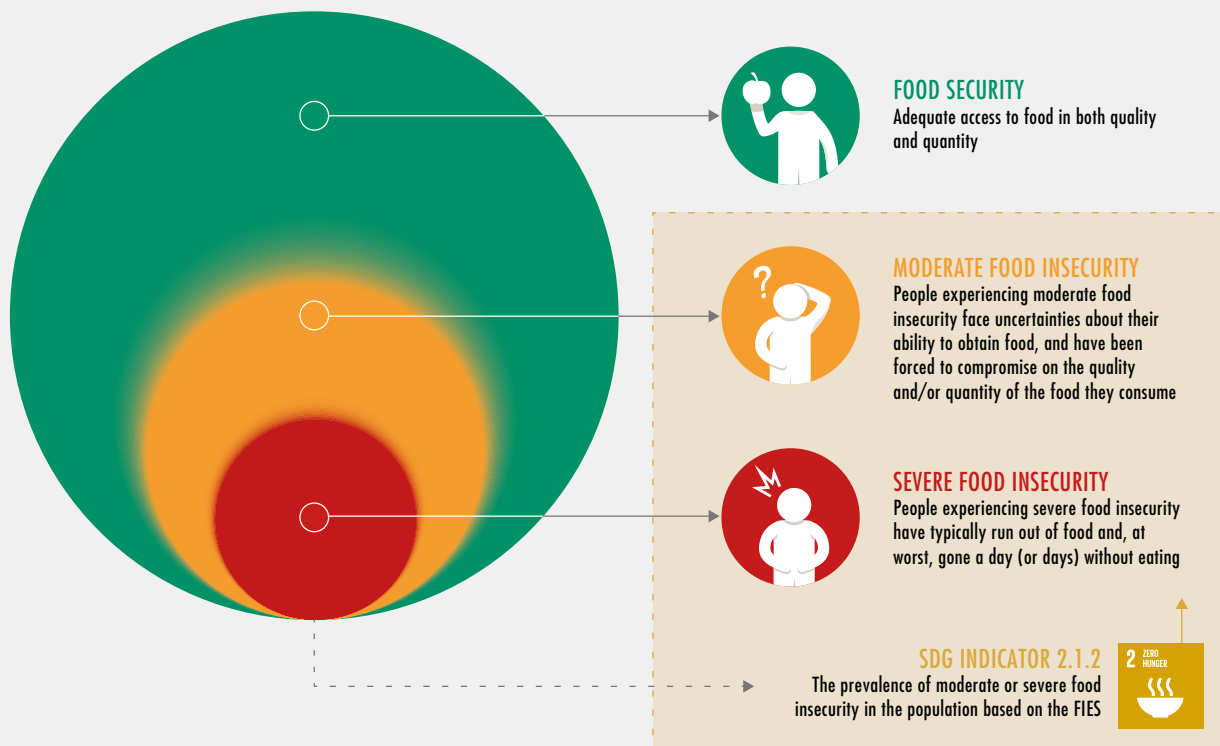 FOOD SECURITY
Adequate access to food in both quality
and quantity
?
MODERATE FOOD INSECURITY
People experiencing moderate food
insecurity face uncertainties about their
ability to obtain food, and have been
forced to compromise on the quality
and/or quantity of the food they consume
SEVERE FOOD INSECURITY
People experiencing severe food insecurity
have typically run out of food and, at
worst, gone a day (or days) without eating
SDG INDICATOR 2.1.2
The prevalence of moderate or severe food
insecurity in the population based on the FIES
2 ZERO
HUNGER